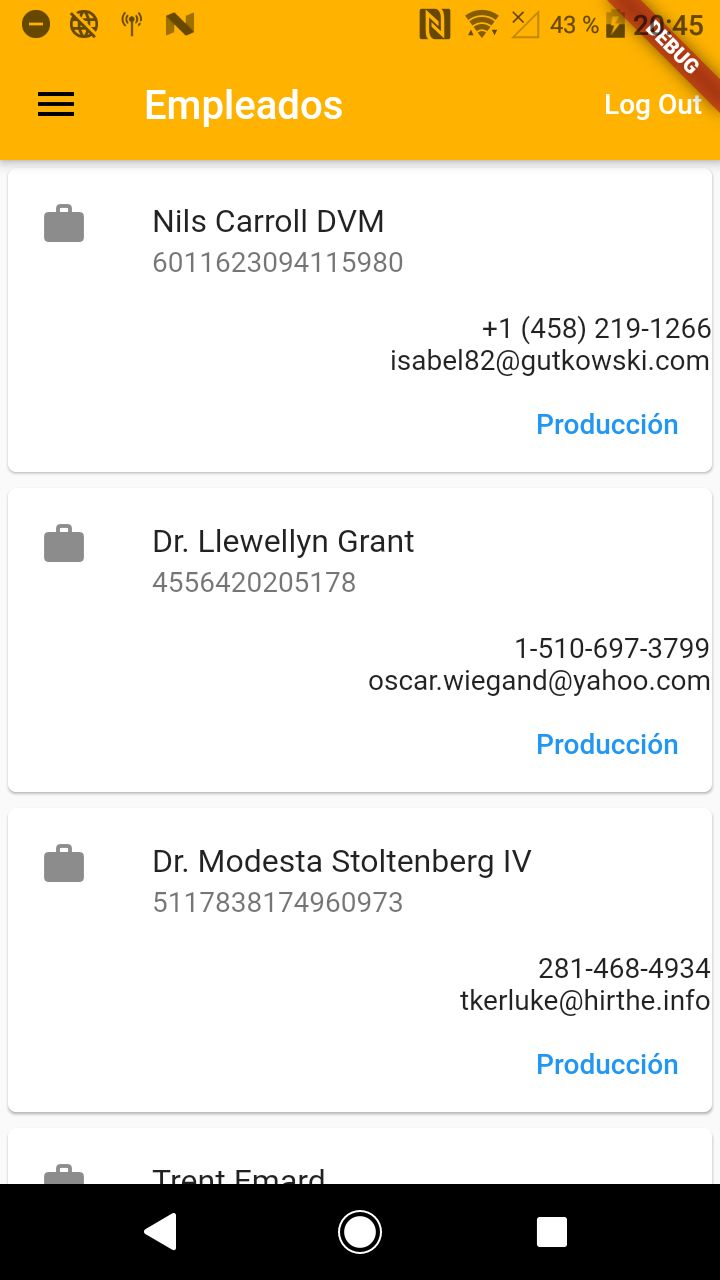 43 % 20:45
DEBUG
Empleados
Log Out
Nils Carroll DVM
6011623094115980
+1 (458) 219-1266
isabel82@gutkowski.com
Producción
Dr. Llewellyn Grant
4556420205178
1-510-697-3799
oscar.wiegand@yahoo.com
Producción
Dr. Modesta Stoltenberg IV
5117838174960973
281-468-4934
tkerluke@hirthe.info
Producción
Trent Emard